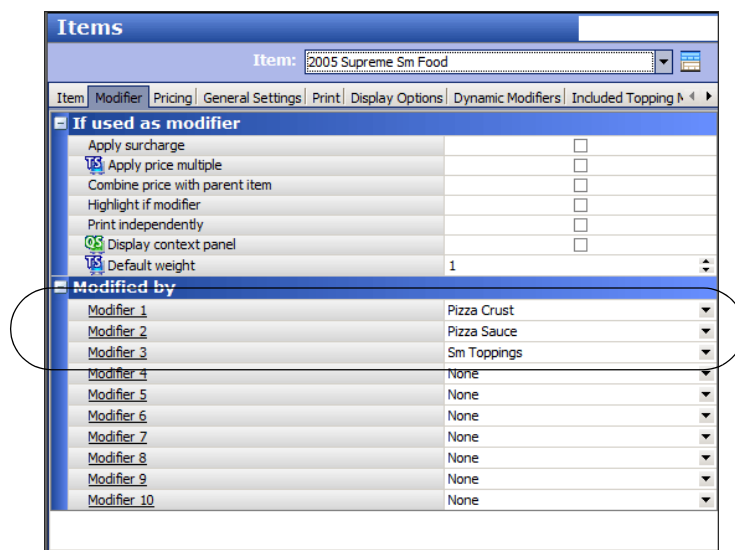 Items
Item: 2005 Supreme Sm Food
Item Modifier Pricing General Settings Print Display Options Dynamic Modifiers Included Topping
If used as modifier
Apply surcharge
TS Apply price multiple
Combine price with parent item
Highlight if modifier
Print independently
QS Display context panel
TS Default weight 1
Modified by
Modifier 1 Pizza Crust
Modifier 2 Pizza Sauce
Modifier 3 Sm Toppings
Modifier 4 None
Modifier 5 None
Modifier 6 None
Modifier 7 None
Modifier 8 None
Modifier 9 None
Modifier 10 None